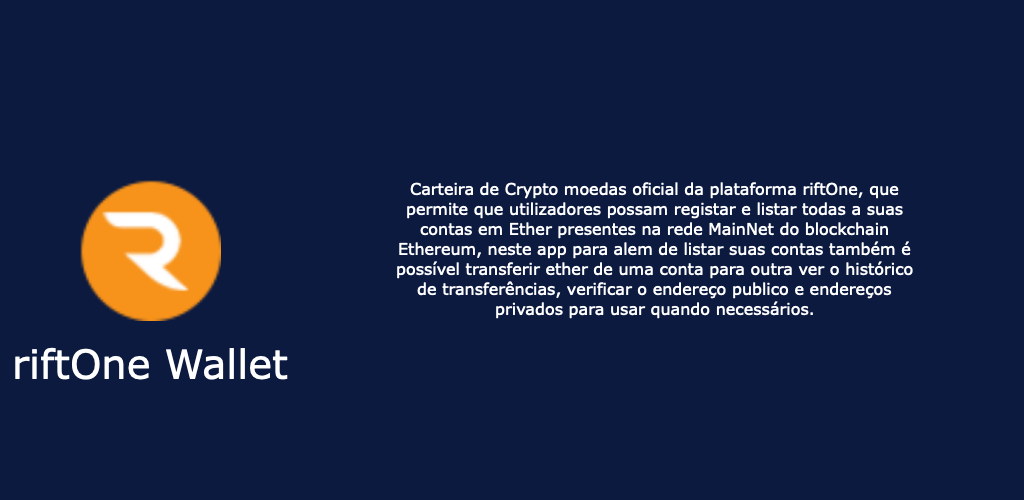 Carteira de Crypto moedas oficial da plataforma riftOne, que
permite que utilizadores possam registar e listar todas a suas
contas em Ether presentes na rede MainNet do blockchain
Ethereum, neste app para alem de listar suas contas também é
possível transferir ether de uma conta para outra ver o histórico
de transferências, verificar o endereço publico e endereços
privados para usar quando necessários.
riftOne Wallet